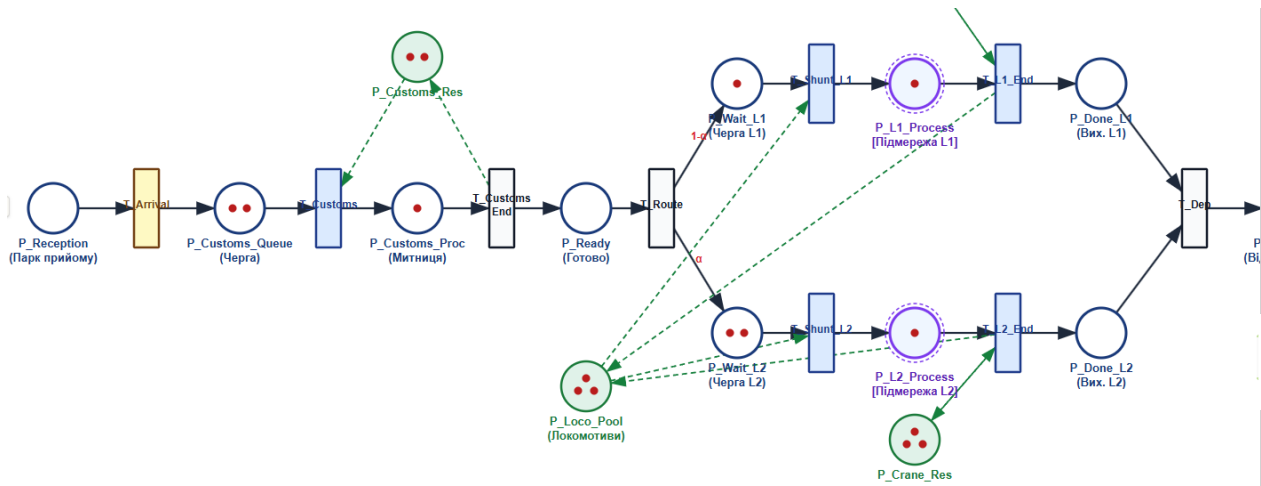 P_Customs_Res
T_Shunt_L1
T_L1_End
P_Wait_L1
(Черга L1)
P_L1_Process
[Підмережа L1]
P_Done_L1
(Вих. L1)
1-α
T_Arrival
T_Customs
T_Customs
End
T_Route
T_Dep
P_Reception
(Парк прийому)
P_Customs_Queue
(Черга)
P_Customs_Proc
(Митниця)
P_Ready
(Готово)
α
T_Shunt_L2
T_L2_End
P_Wait_L2
(Черга L2)
P_L2_Process
[Підмережа L2]
P_Done_L2
(Вих. L2)
P_Loco_Pool
(Локомотиви)
P_Crane_Res